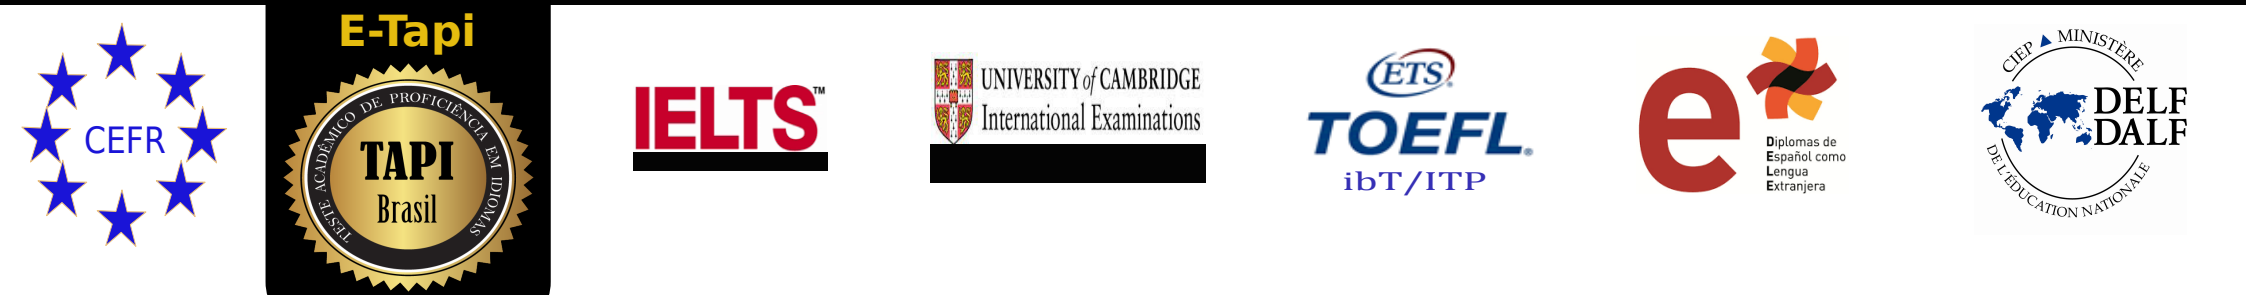 CEFR
E-Tapi
TESTE ACADÊMICO DE PROFICIÊNCIA EM IDIOMAS
TAPI
Brasil
IELTS™
UNIVERSITY of CAMBRIDGE
International Examinations
ETS®
TOEFL®
ibT/ITP
e
Diplomas de
Español como
Lengua
Extranjera
CIEP MINISTÈRE
DELF
DALF
DE L'ÉDUCATION NATIONALE